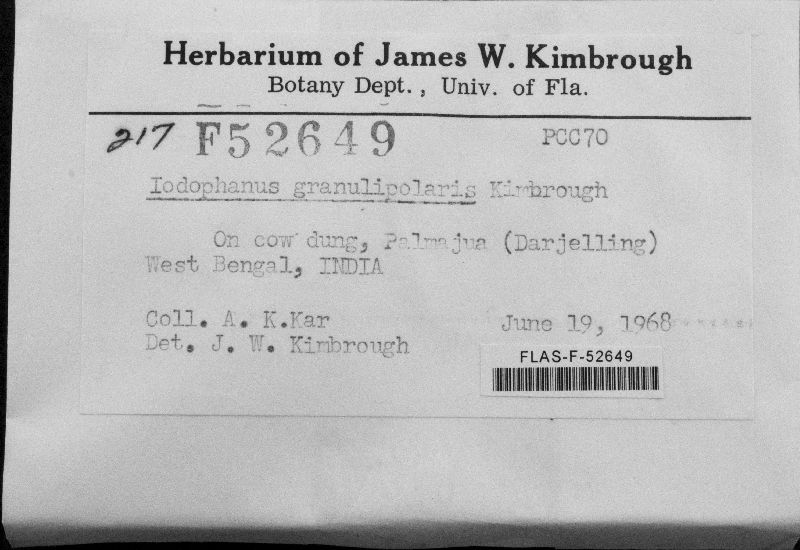 Herbarium of James W. Kimbrough
Botany Dept., Univ. of Fla.
217 F52649 PCC70
Iodophanus granulipolaris Kimbrough
On cow dung, Palmajua (Darjelling)
West Bengal, INDIA
Coll. A. K.Kar June 19, 1968
Det. J. W. Kimbrough
FLAS-F-52649